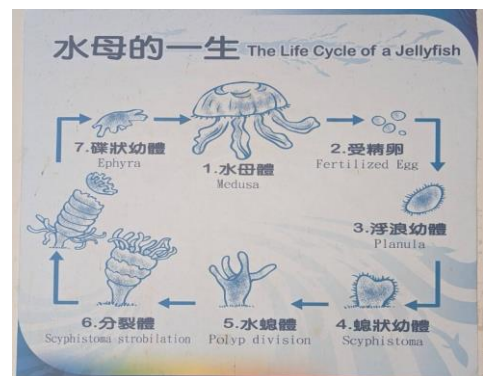 水母的一生 The Life Cycle of a Jellyfish
1.水母體
Medusa
2.受精卵
Fertilized Egg
3.浮浪幼體
Planula
4.螅狀幼體
Scyphistoma
5.水螅體
Polyp division
6.分裂體
Scyphistoma strobilation
7.碟狀幼體
Ephyra